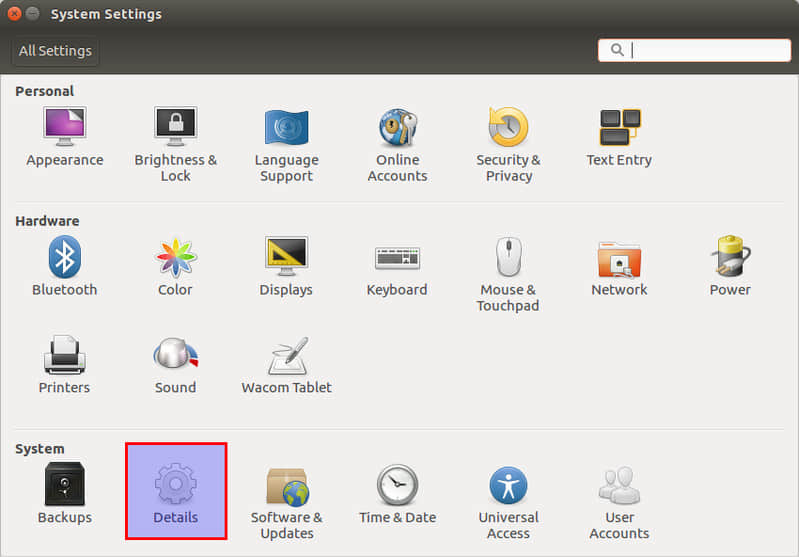 System Settings
All Settings
Personal
Appearance
Brightness &
Lock
Language
Support
Online
Accounts
Security &
Privacy
Text Entry
Hardware
Bluetooth
Color
Displays
Keyboard
Mouse &
Touchpad
Network
Power
Printers
Sound
Wacom Tablet
System
Backups
Details
Software &
Updates
Time & Date
Universal
Access
User
Accounts